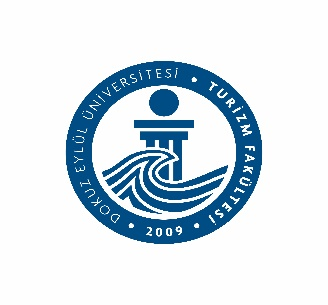 DOKUZ EYLÜL ÜNİVERSİTESİ • TURİZM FAKÜLTESİ
• 2009 •